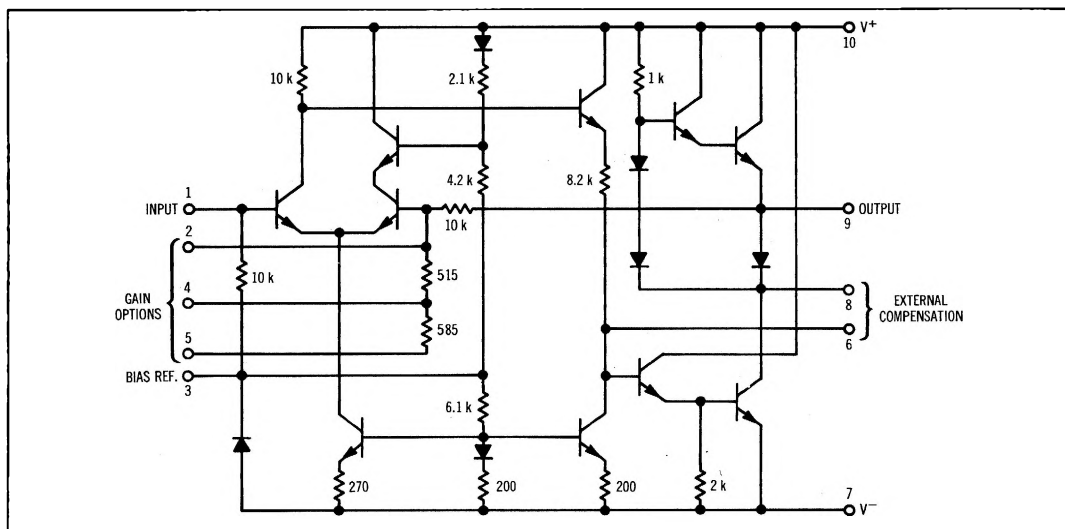 V+
10
10 k
2.1 k
1 k
4.2 k
8.2 k
1
INPUT
10 k
OUTPUT
9
2
10 k
515
GAIN
OPTIONS
4
585
8
EXTERNAL
COMPENSATION
6
5
BIAS REF.
3
6.1 k
270
200
200
2 k
7
V−